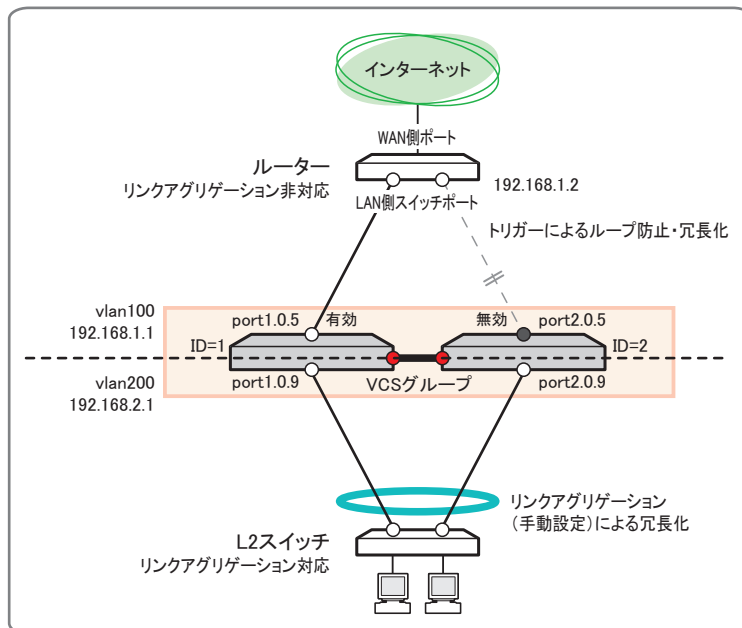 インターネット
WAN側ポート
ルーター
リンクアグリゲーション非対応
192.168.1.2
LAN側スイッチポート
トリガーによるループ防止・冗長化
vlan100
192.168.1.1
port1.0.5
有効
無効
port2.0.5
ID=1
ID=2
vlan200
192.168.2.1
port1.0.9
VCSグループ
port2.0.9
リンクアグリゲーション
（手動設定）による冗長化
L2スイッチ
リンクアグリゲーション対応